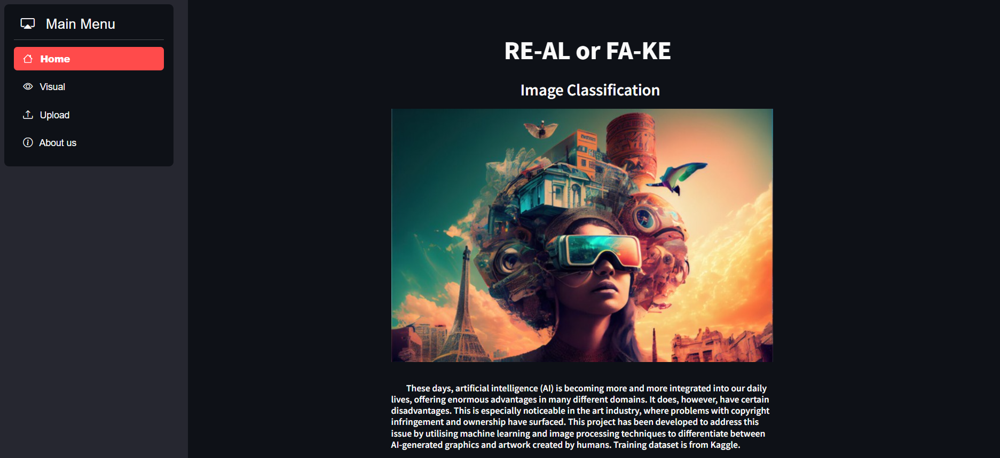 Main Menu
Home
Visual
Upload
About us
RE-AL or FA-KE
Image Classification
These days, artificial intelligence (AI) is becoming more and more integrated into our daily
lives, offering enormous advantages in many different domains. It does, however, have certain
disadvantages. This is especially noticeable in the art industry, where problems with copyright
infringement and ownership have surfaced. This project has been developed to address this
issue by utilising machine learning and image processing techniques to differentiate between
AI-generated graphics and artwork created by humans. Training dataset is from Kaggle.